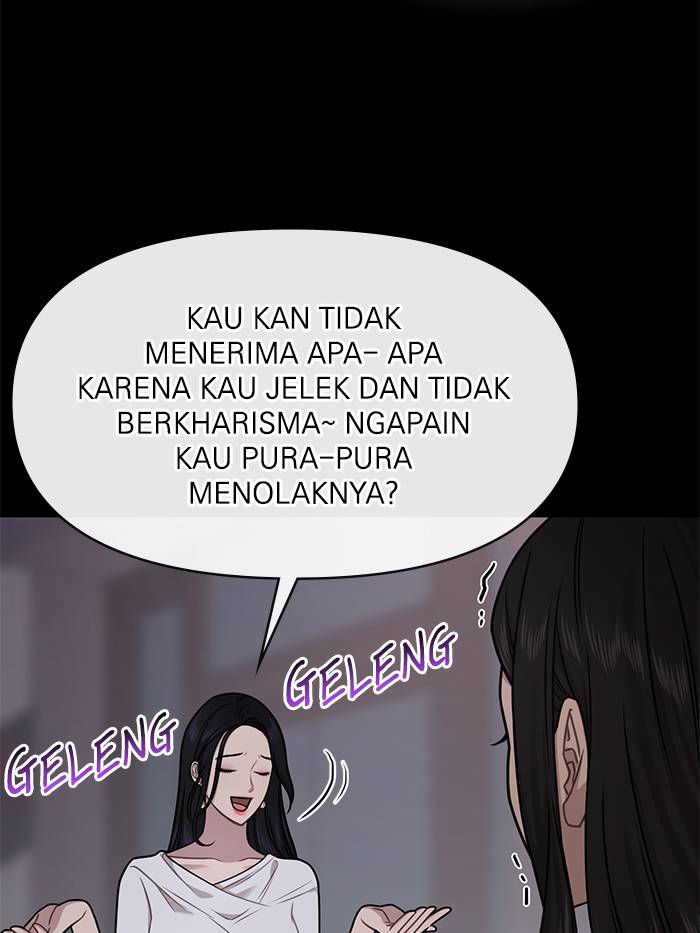 KAU KAN TIDAK
MENERIMA APA- APA
KARENA KAU JELEK DAN TIDAK
BERKHARISMA~ NGAPAIN
KAU PURA-PURA
MENOLAKNYA?
GELENG
GELENG